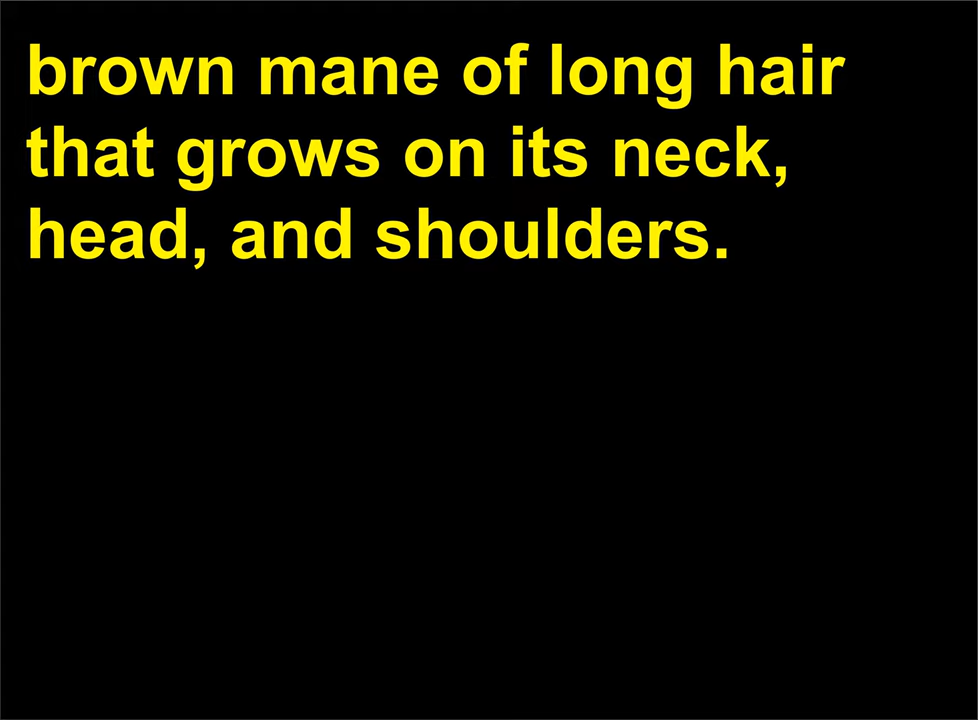 brown mane of long hair
that grows on its neck,
head, and shoulders.